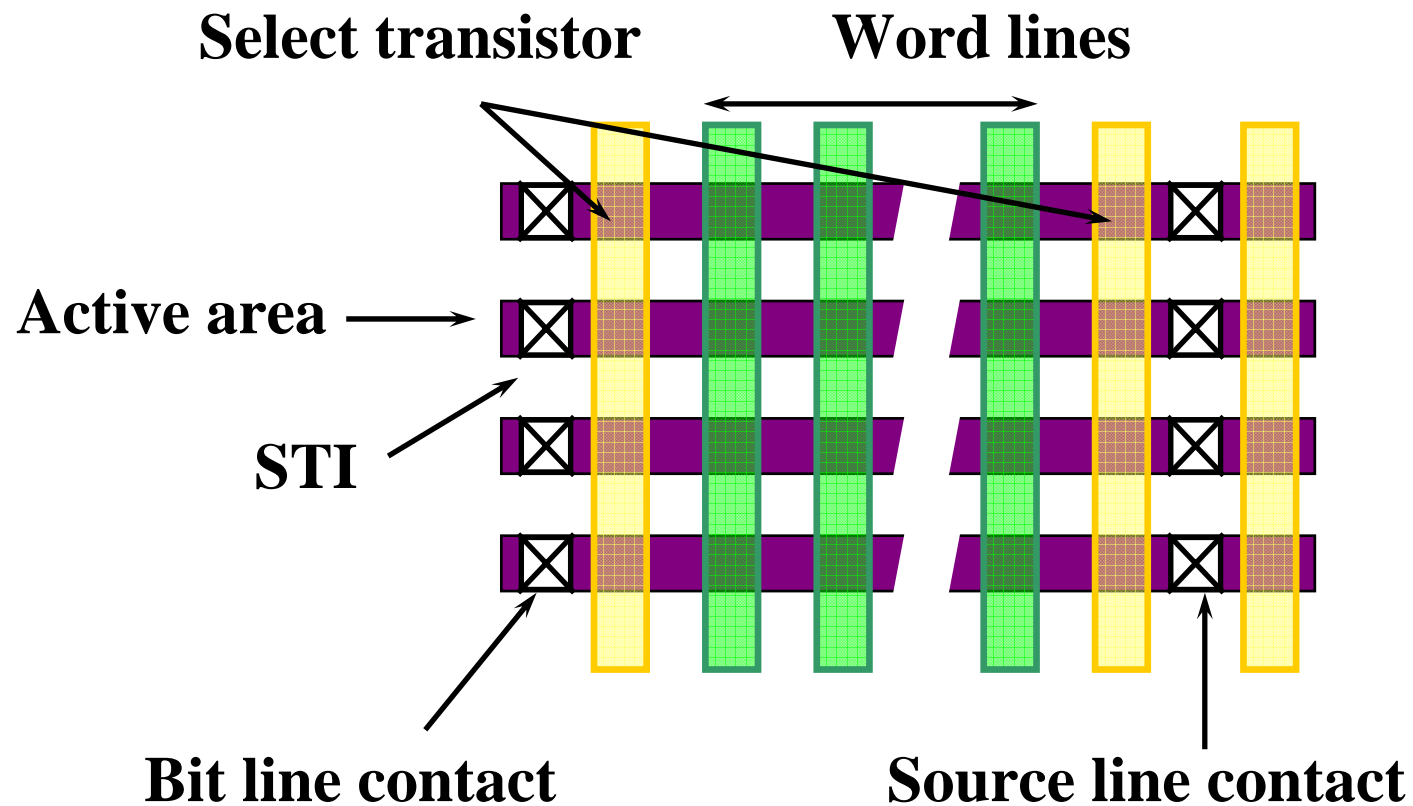 Select transistor
Word lines
Active area
STI
Bit line contact
Source line contact